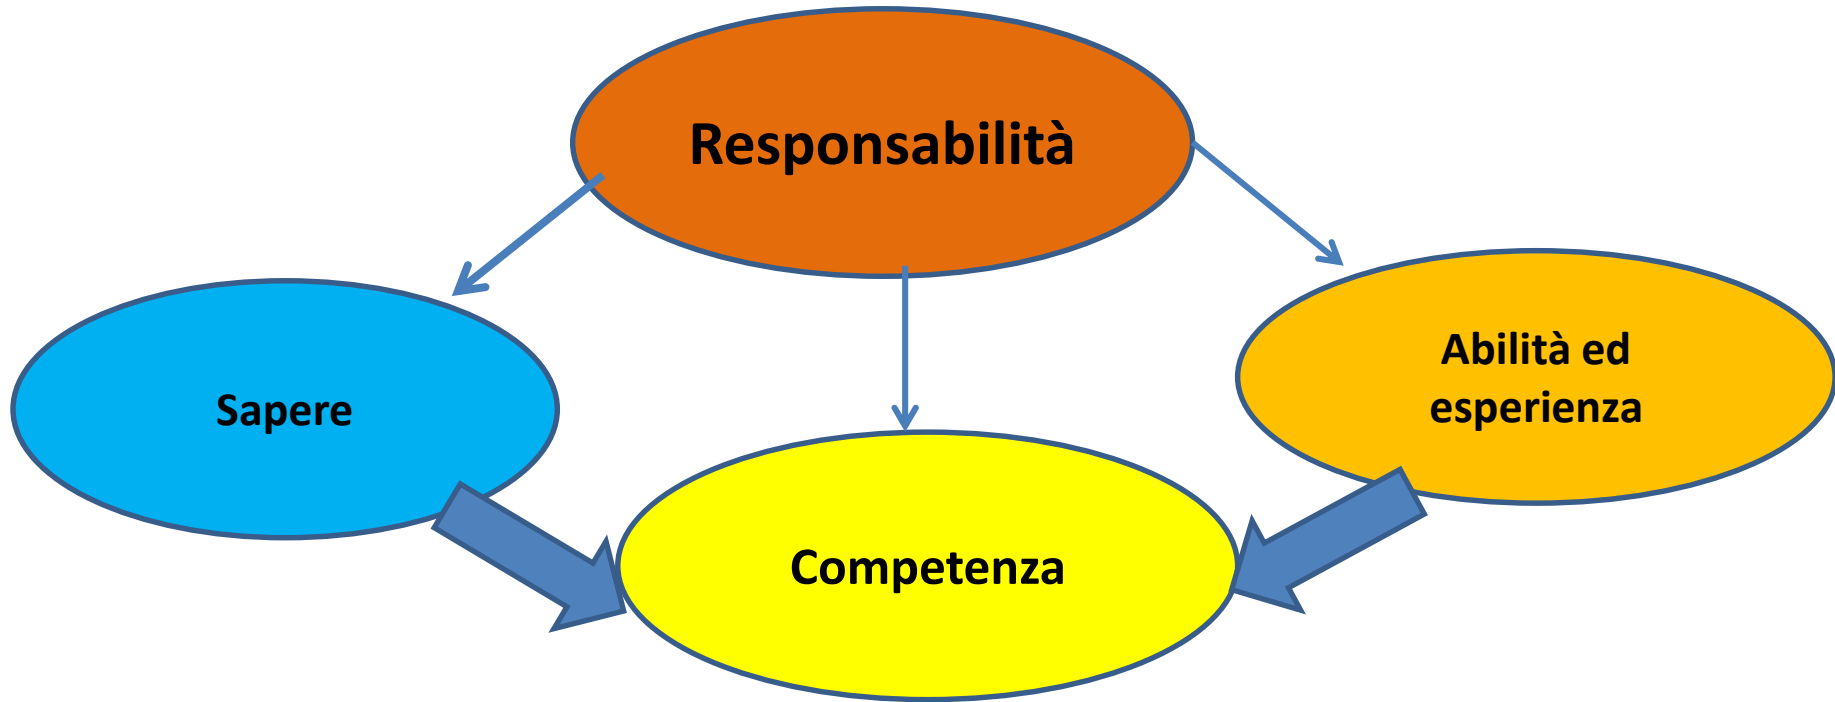 Responsabilità
Sapere
Abilità ed
esperienza
Competenza